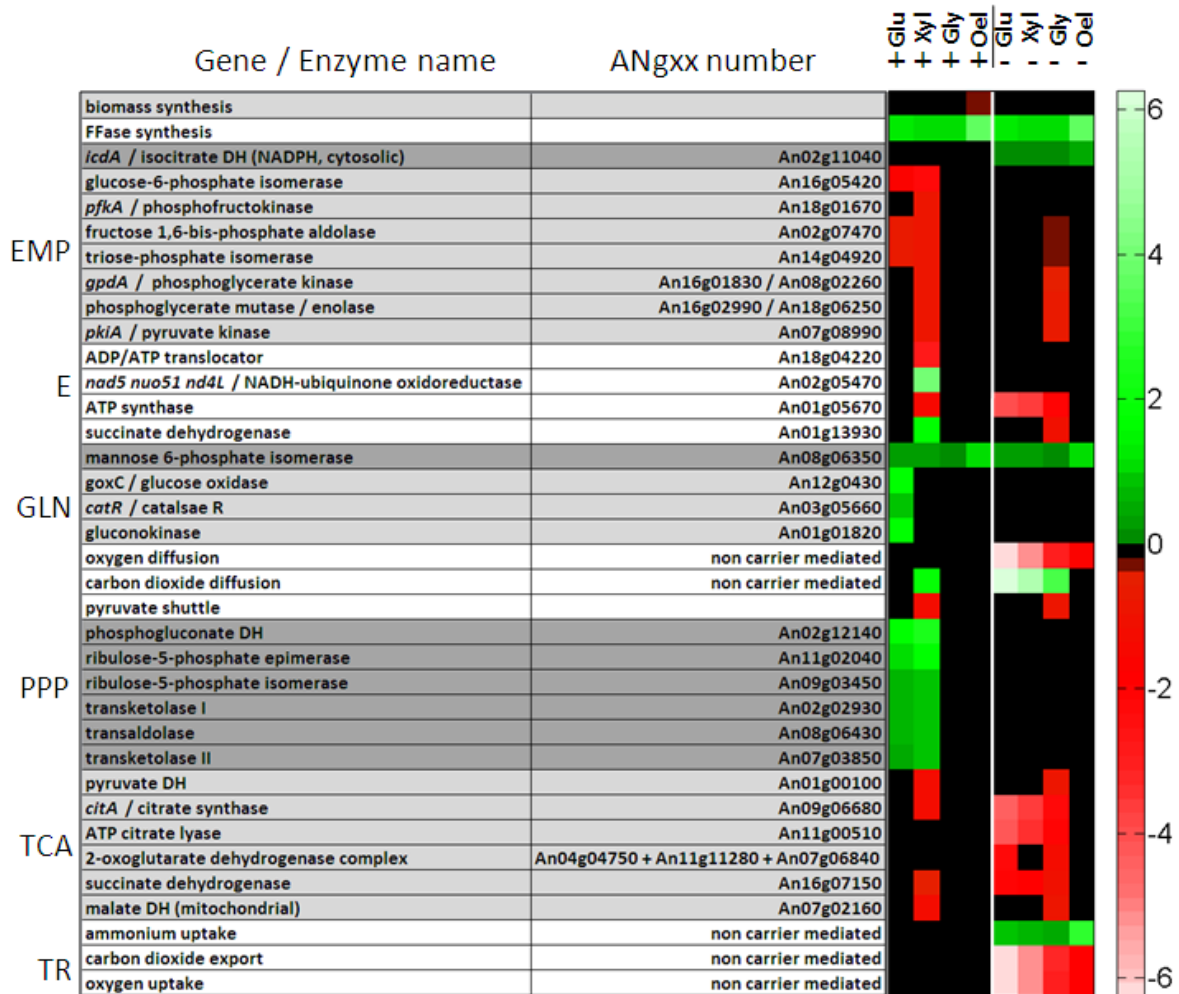 + Glu
+ Xyl
+ Gly
+ Oel
- Glu
- Xyl
- Gly
- Oel
Gene / Enzyme name ANgxx number
biomass synthesis
FFase synthesis
icdA / isocitrate DH (NADPH, cytosolic) An02g11040
glucose-6-phosphate isomerase An16g05420
pfkA / phosphofructokinase An18g01670
fructose 1,6-bis-phosphate aldolase An02g07470
EMP
triose-phosphate isomerase An14g04920
gpdA / phosphoglycerate kinase An16g01830 / An08g02260
phosphoglycerate mutase / enolase An16g02990 / An18g06250
pkiA / pyruvate kinase An07g08990
ADP/ATP translocator An18g04220
E
nad5 nuo51 nd4L / NADH-ubiquinone oxidoreductase An02g05470
ATP synthase An01g05670
succinate dehydrogenase An01g13930
mannose 6-phosphate isomerase An08g06350
goxC / glucose oxidase An12g0430
GLN
catR / catalsae R An03g05660
gluconokinase An01g01820
oxygen diffusion non carrier mediated
carbon dioxide diffusion non carrier mediated
pyruvate shuttle
phosphogluconate DH An02g12140
ribulose-5-phosphate epimerase An11g02040
PPP
ribulose-5-phosphate isomerase An09g03450
transketolase I An02g02930
transaldolase An08g06430
transketolase II An07g03850
pyruvate DH An01g00100
citA / citrate synthase An09g06680
ATP citrate lyase An11g00510
TCA
2-oxoglutarate dehydrogenase complex An04g04750 + An11g11280 + An07g06840
succinate dehydrogenase An16g07150
malate DH (mitochondrial) An07g02160
ammonium uptake non carrier mediated
carbon dioxide export non carrier mediated
TR
oxygen uptake non carrier mediated
6
4
2
0
-2
-4
-6